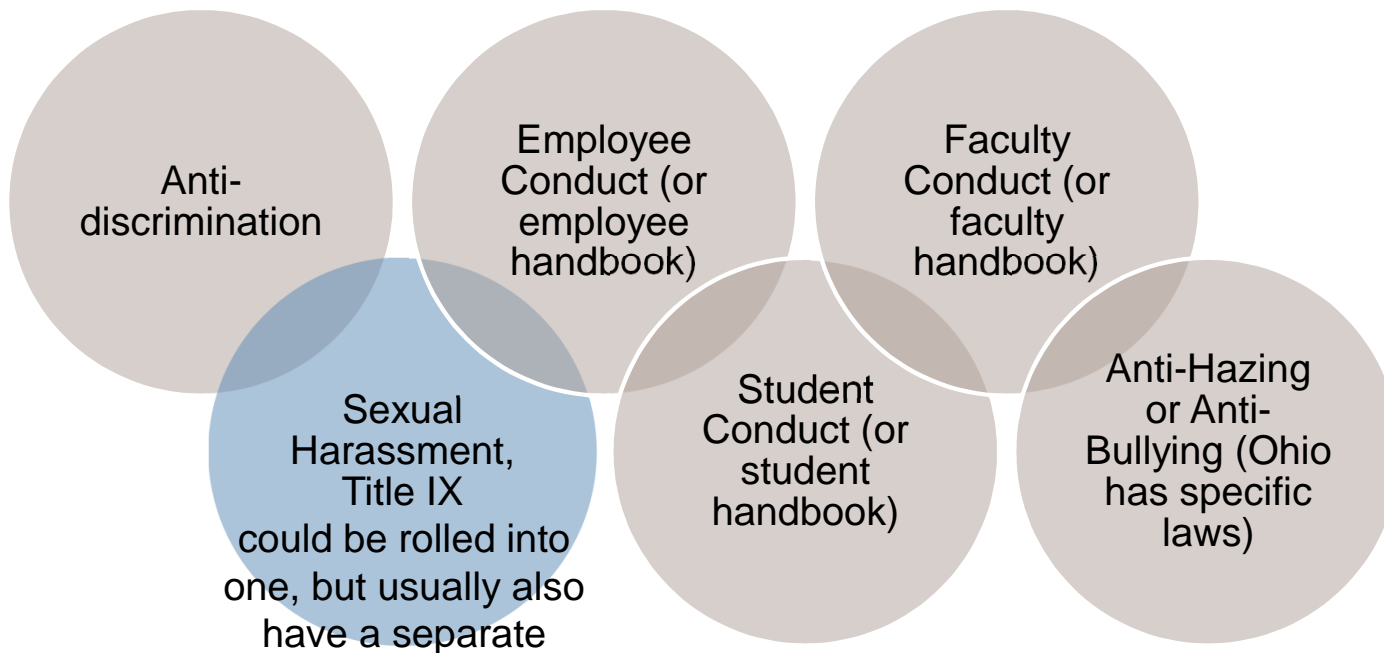 Anti-
discrimination
Employee
Conduct (or
employee
handbook)
Faculty
Conduct (or
faculty
handbook)
Sexual
Harassment,
Title IX
could be rolled into
one, but usually also
have a separate
Student
Conduct (or
student
handbook)
Anti-Hazing
or Anti-
Bullying (Ohio
has specific
laws)